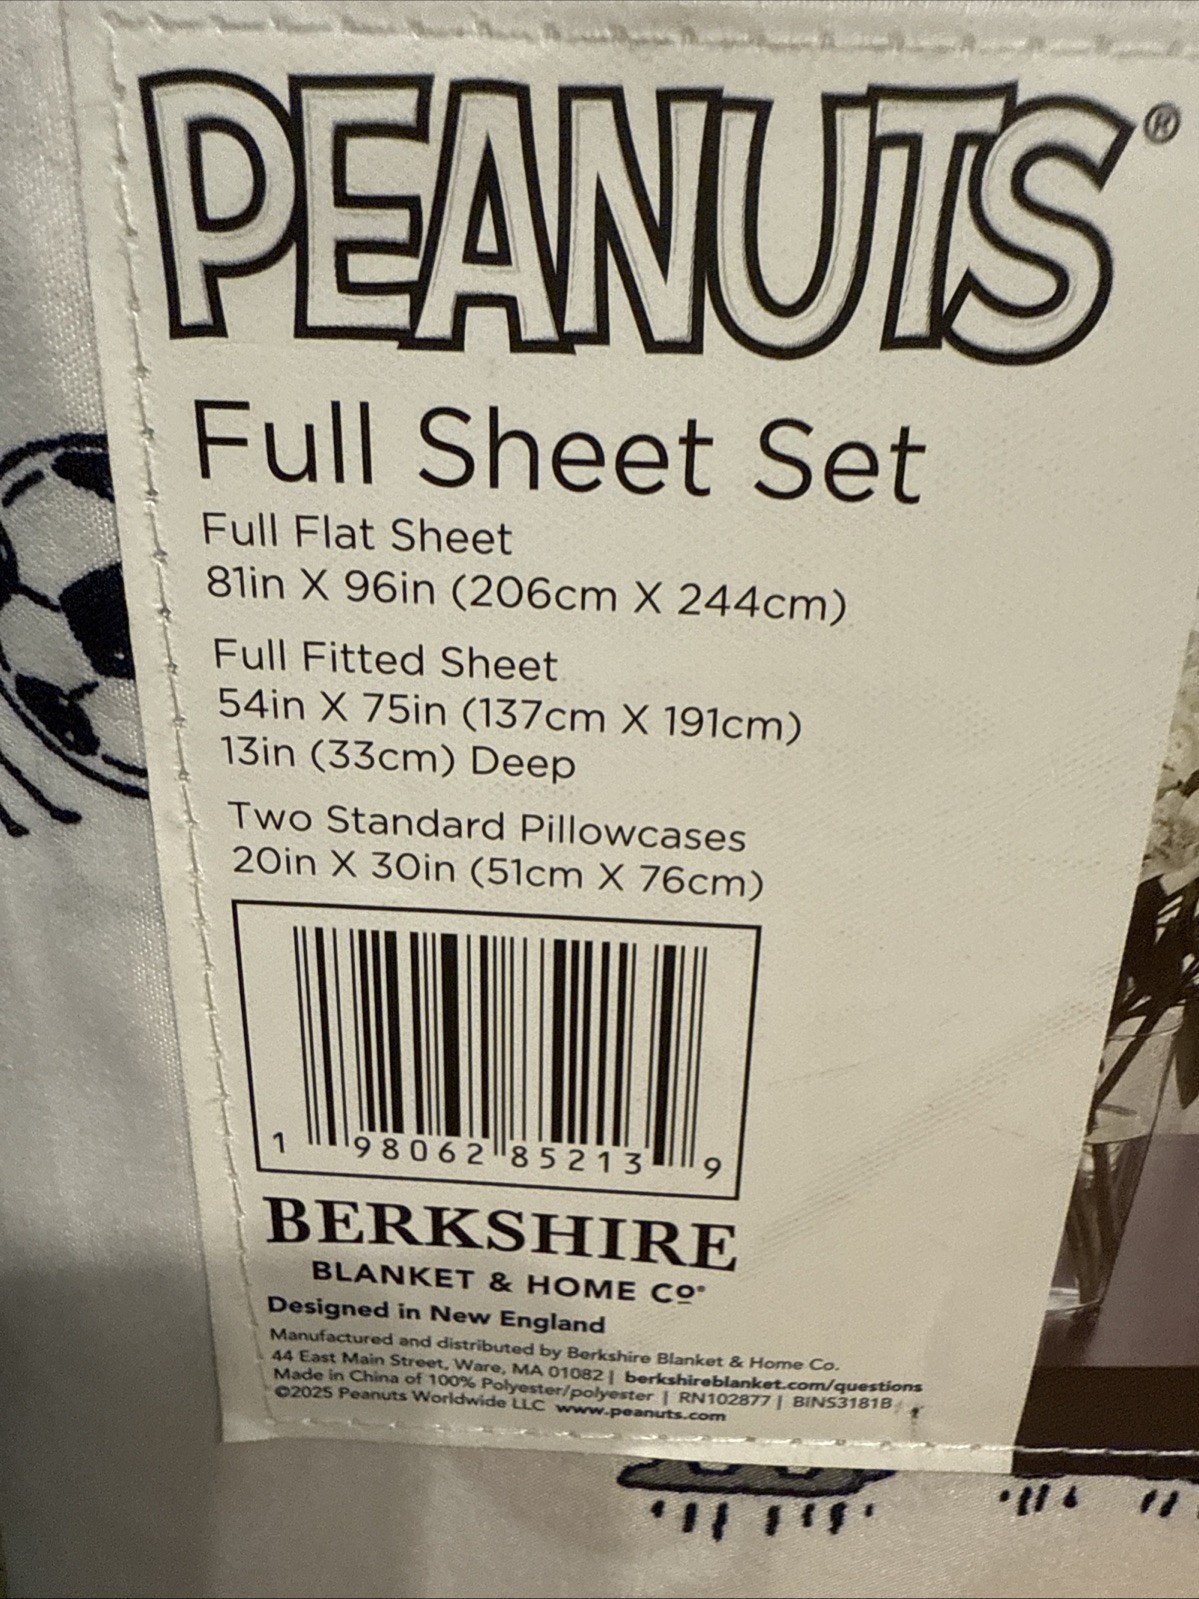 PEANUTS®
Full Sheet Set
Full Flat Sheet
81in X 96in (206cm X 244cm)
Full Fitted Sheet
54in X 75in (137cm X 191cm)
13in (33cm) Deep
Two Standard Pillowcases
20in X 30in (51cm X 76cm)
1 98062 85213 9
BERKSHIRE
BLANKET & HOME Cº®
Designed in New England
Manufactured and distributed by Berkshire Blanket & Home Co.
44 East Main Street, Ware, MA 01082 | berkshireblanket.com/questions
Made in China of 100% Polyester/polyester | RN102877 | BINS3181B
©2025 Peanuts Worldwide LLC www.peanuts.com